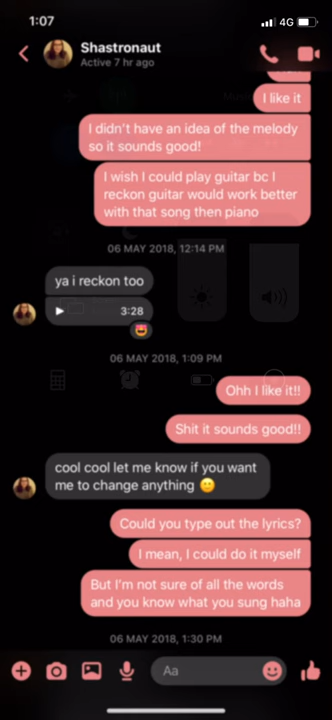 1:07
4G
Shastronaut
Active 7 hr ago
I like it
I didn't have an idea of the melody
so it sounds good!
I wish I could play guitar bc I
reckon guitar would work better
with that song then piano
06 MAY 2018, 12:14 PM
ya i reckon too
3:28
06 MAY 2018, 1:09 PM
Ohh I like it!!
Shit it sounds good!!
cool cool let me know if you want
me to change anything 🙂
Could you type out the lyrics?
I mean, I could do it myself
But I'm not sure of all the words
and you know what you sung haha
06 MAY 2018, 1:30 PM
Aa